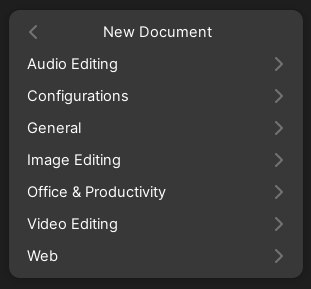 New Document
Audio Editing
Configurations
General
Image Editing
Office & Productivity
Video Editing
Web